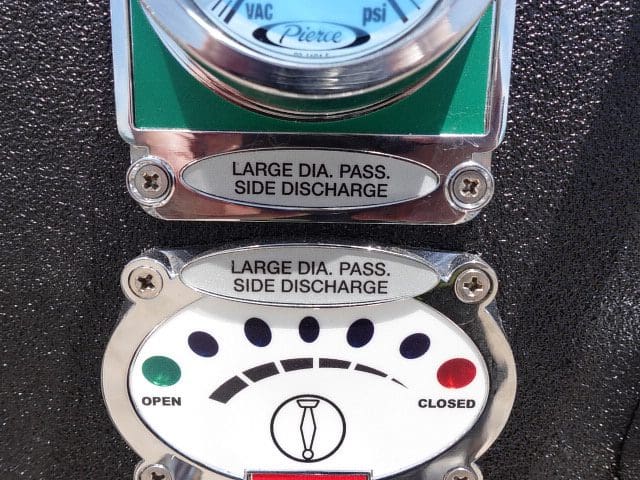 VAC psi
Pierce
LARGE DIA. PASS.
SIDE DISCHARGE
LARGE DIA. PASS.
SIDE DISCHARGE
OPEN CLOSED